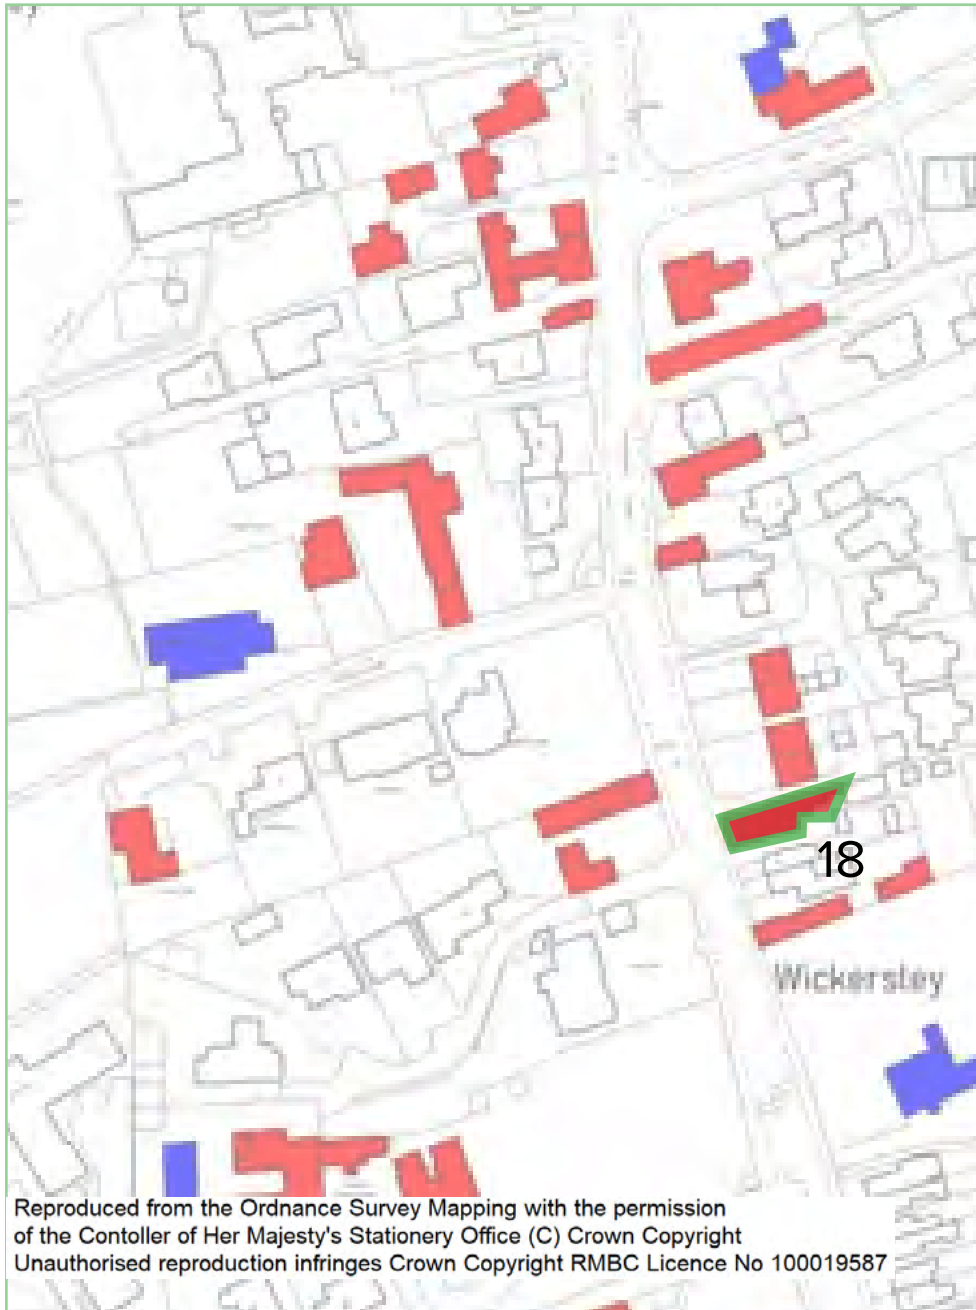 18
Wickersley
Reproduced from the Ordnance Survey Mapping with the permission
of the Contoller of Her Majesty's Stationery Office (C) Crown Copyright
Unauthorised reproduction infringes Crown Copyright RMBC Licence No 100019587